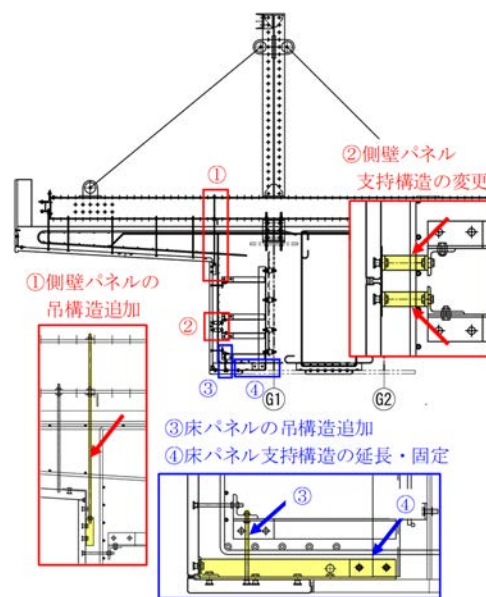 ①
②側壁パネル
支持構造の変更
①側壁パネルの
吊構造追加
②
③
④
G1
G2
③床パネルの吊構造追加
④床パネル支持構造の延長・固定
③
④